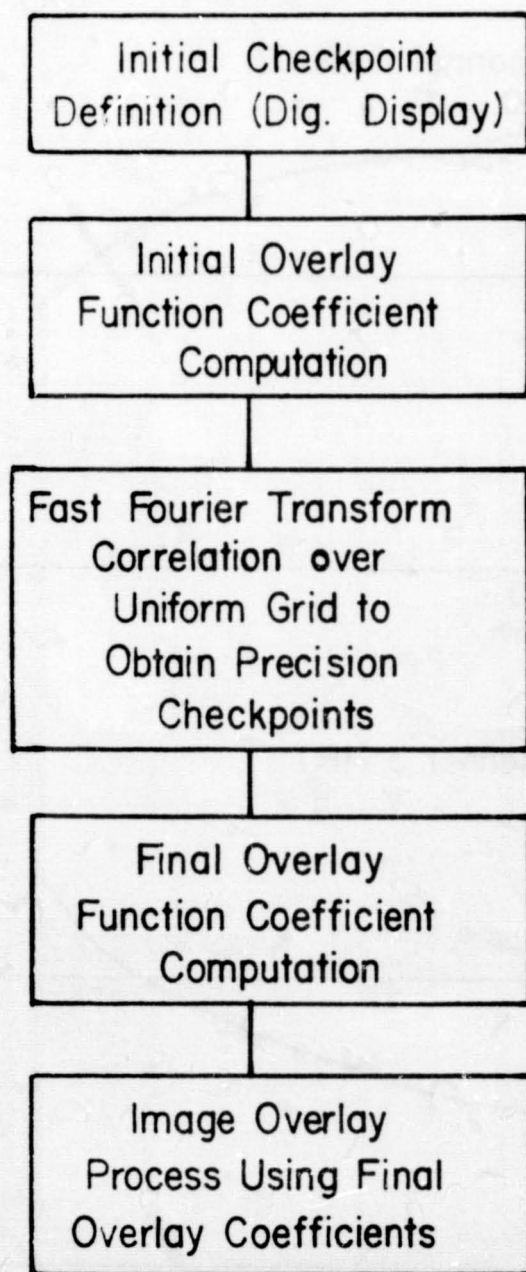 Initial Checkpoint
Definition (Dig. Display)
Initial Overlay
Function Coefficient
Computation
Fast Fourier Transform
Correlation over
Uniform Grid to
Obtain Precision
Checkpoints
Final Overlay
Function Coefficient
Computation
Image Overlay
Process Using Final
Overlay Coefficients